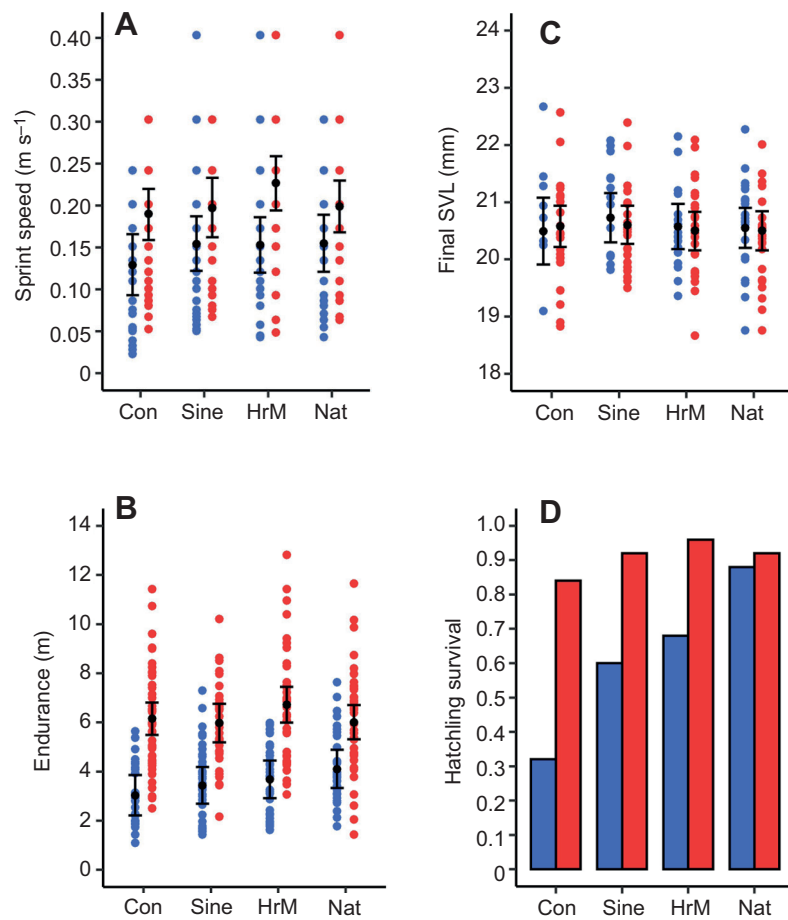 A
Sprint speed (m s⁻¹)
0.40
0.35
0.30
0.25
0.20
0.15
0.10
0.05
0
Con Sine HrM Nat
C
Final SVL (mm)
24
23
22
21
20
19
18
Con Sine HrM Nat
B
Endurance (m)
14
12
10
8
6
4
2
0
Con Sine HrM Nat
D
Hatchling survival
1.0
0.9
0.8
0.7
0.6
0.5
0.4
0.3
0.2
0.1
0
Con Sine HrM Nat